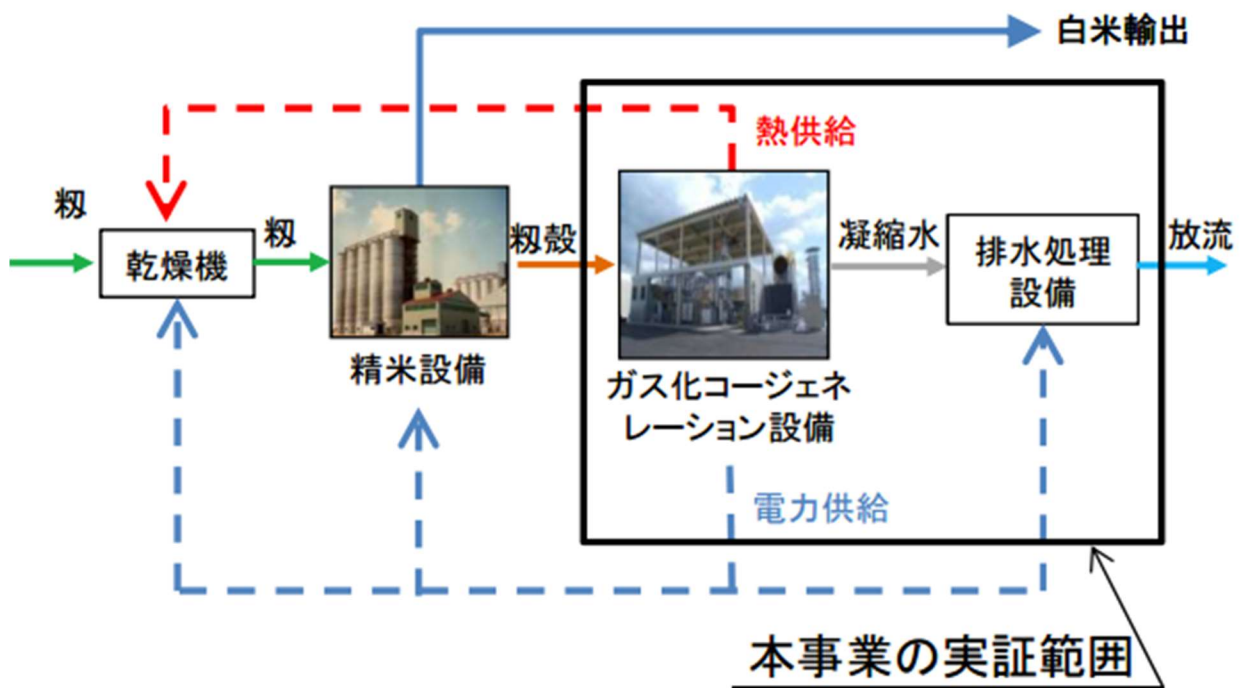 白米輸出
熱供給
籾
乾燥機
籾
精米設備
籾殻
ガス化コージェネ
レーション設備
凝縮水
排水処理
設備
放流
電力供給
本事業の実証範囲